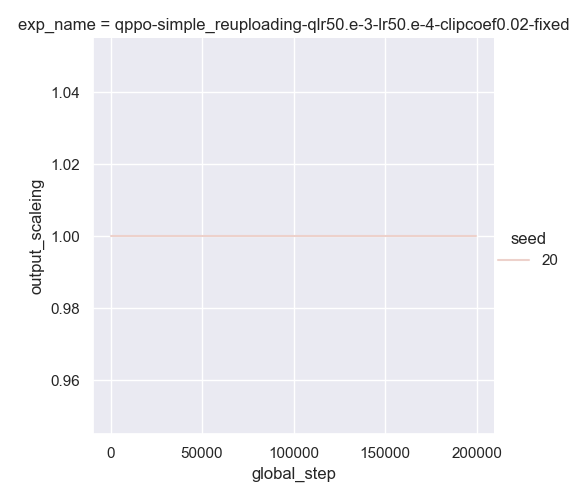 exp_name = qppo-simple_reuploading-qlr50.e-3-lr50.e-4-clipcoef0.02-fixed
1.04
1.02
1.00
0.98
0.96
output_scaleing
seed
20
0
50000
100000
150000
200000
global_step